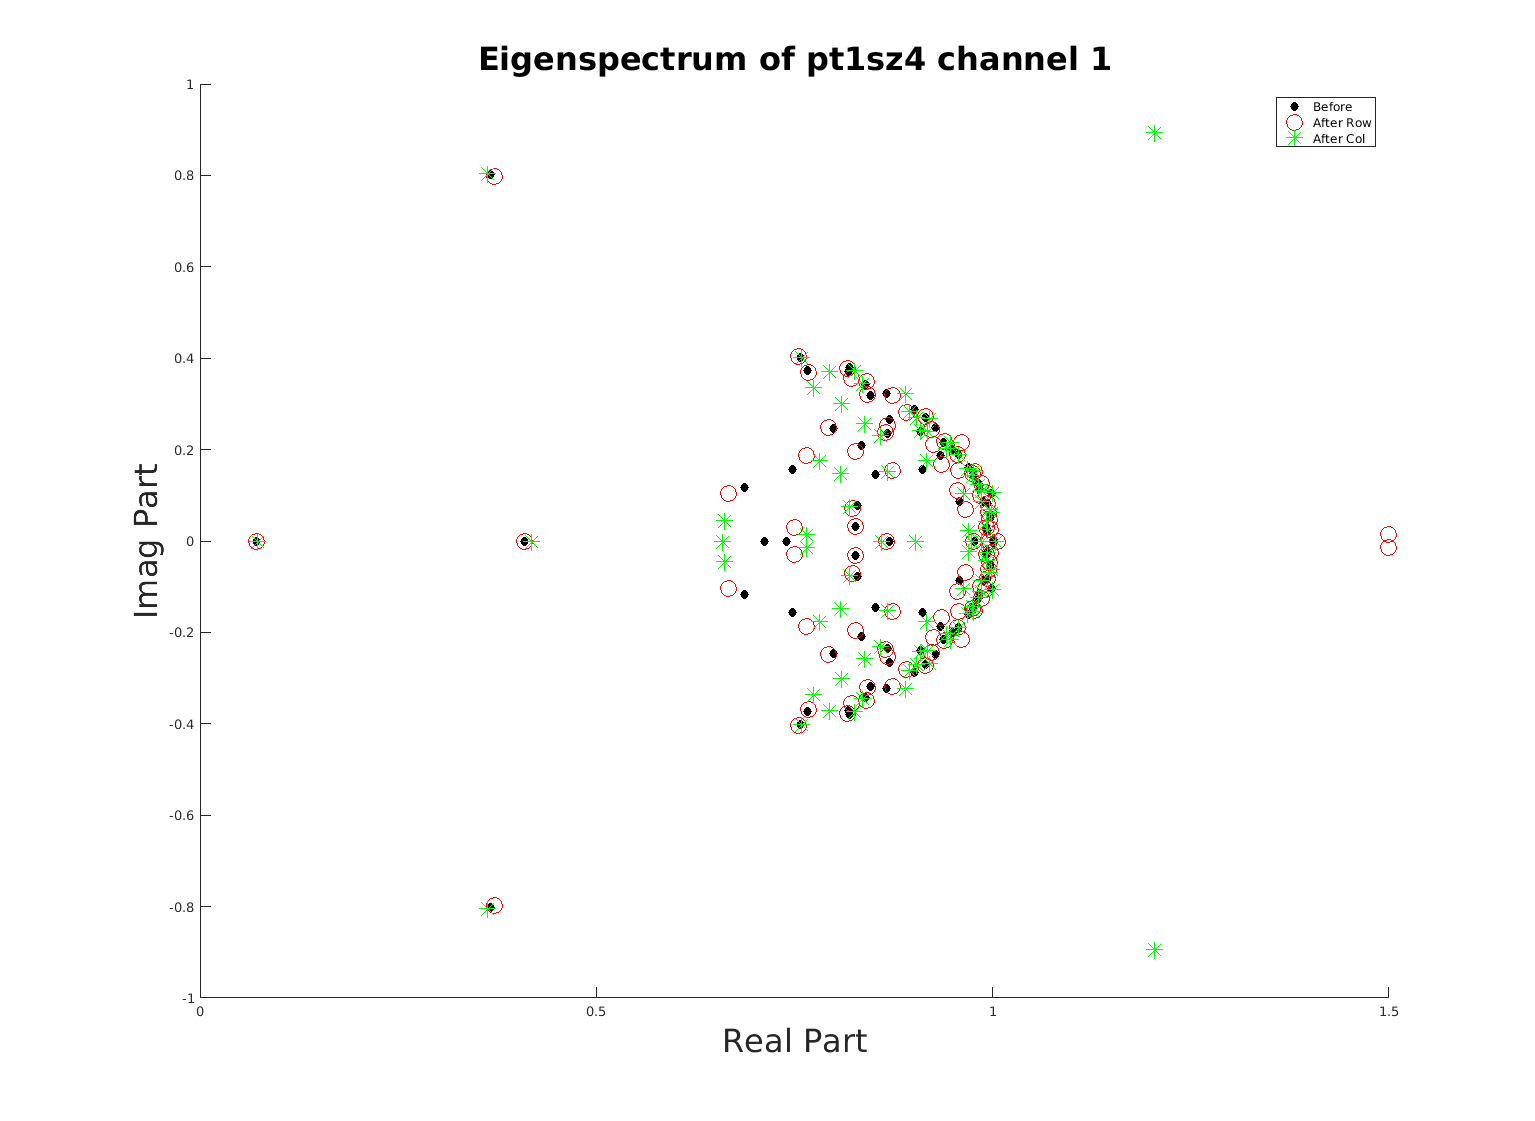 Eigenspectrum of pt1sz4 channel 1
Before
After Row
After Col
1
0.8
0.6
0.4
0.2
0
-0.2
-0.4
-0.6
-0.8
-1
Imag Part
0
0.5
1
1.5
Real Part